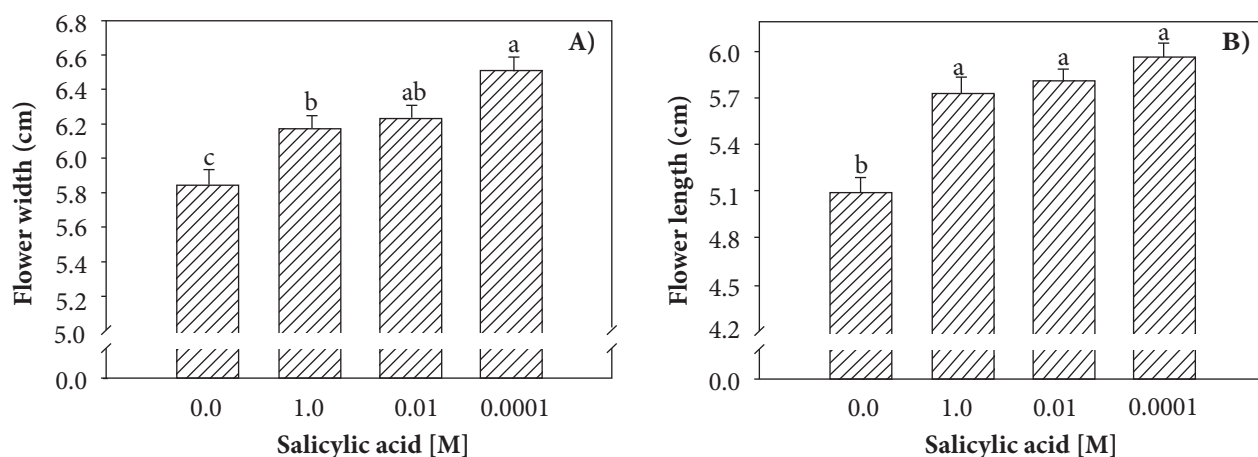 A)
Flower width (cm)
6.8
6.6
6.4
6.2
6.0
5.8
5.6
5.4
5.2
5.0
0.0
c
b
ab
a
0.0 1.0 0.01 0.0001
Salicylic acid [M]
B)
Flower length (cm)
6.0
5.7
5.4
5.1
4.8
4.5
4.2
0.0
b
a
a
a
0.0 1.0 0.01 0.0001
Salicylic acid [M]